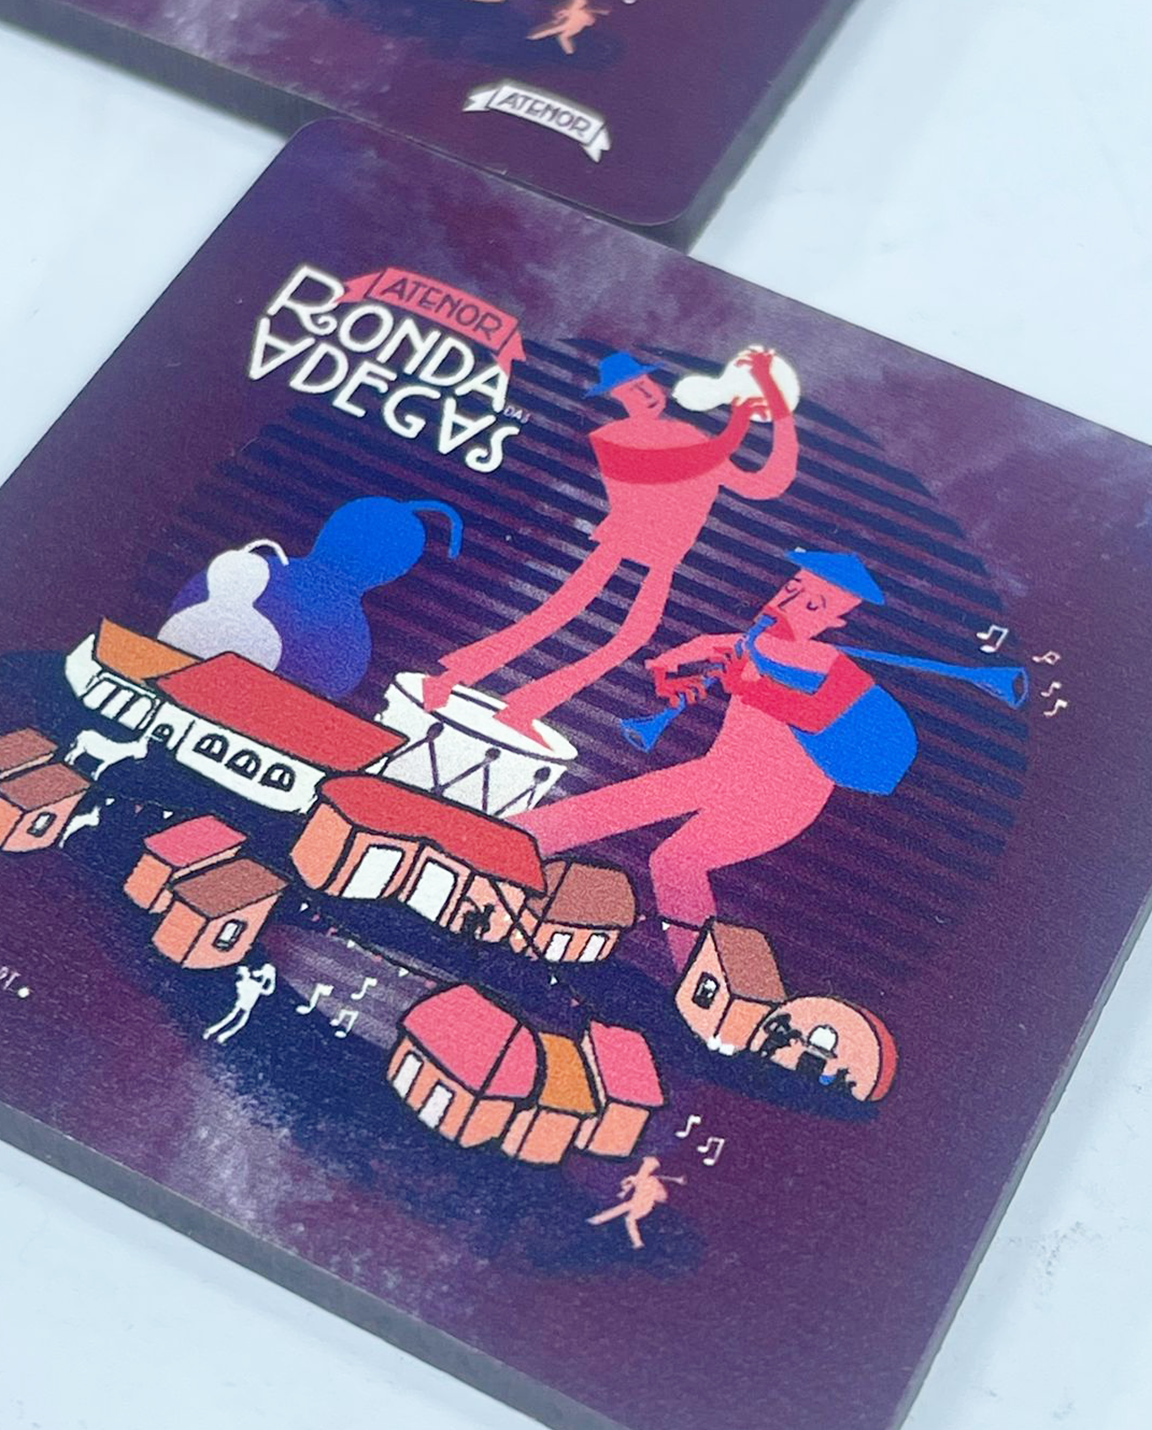 ATENOR
ATENOR
RONDA
DAS
ADEGAS